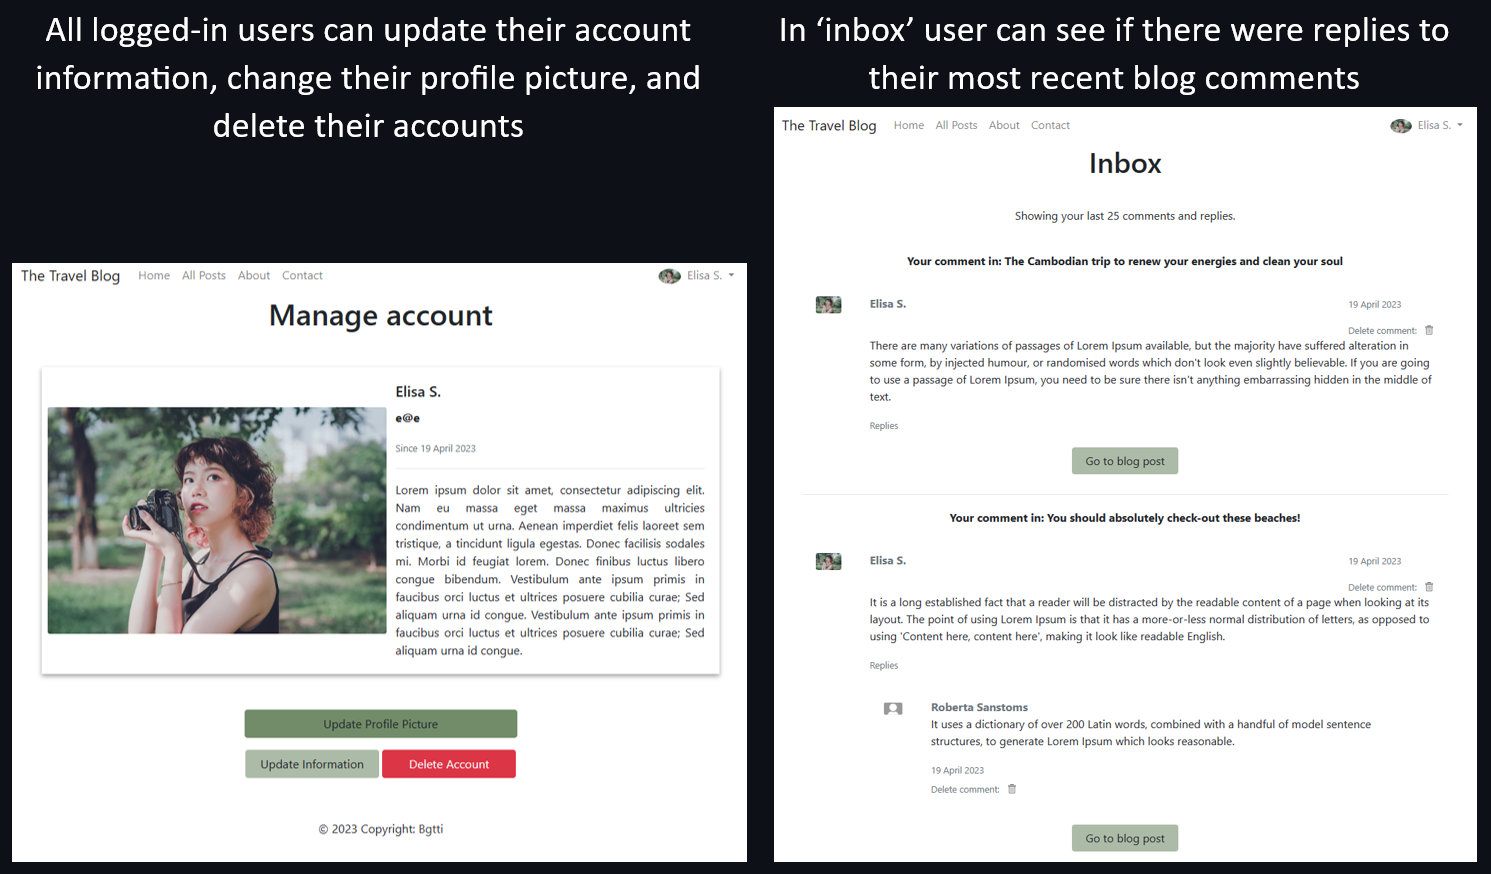 All logged-in users can update their account
information, change their profile picture, and
delete their accounts
The Travel Blog Home All Posts About Contact Elisa S.
Manage account
Elisa S.
e@e
Since 19 April 2023
Lorem ipsum dolor sit amet, consectetur adipiscing elit.
Nam eu massa eget massa maximus ultricies
condimentum ut urna. Aenean imperdiet felis laoreet sem
tristique, a tincidunt ligula egestas. Donec facilisis sodales
mi. Morbi id feugiat lorem. Donec finibus luctus libero
congue bibendum. Vestibulum ante ipsum primis in
faucibus orci luctus et ultrices posuere cubilia curae; Sed
aliquam urna id congue. Vestibulum ante ipsum primis in
faucibus orci luctus et ultrices posuere cubilia curae; Sed
aliquam urna id congue.
Update Profile Picture
Update Information Delete Account
© 2023 Copyright: Bgtti
In ‘inbox’ user can see if there were replies to
their most recent blog comments
The Travel Blog Home All Posts About Contact Elisa S.
Inbox
Showing your last 25 comments and replies.
Your comment in: The Cambodian trip to renew your energies and clean your soul
Elisa S. 19 April 2023
Delete comment:
There are many variations of passages of Lorem Ipsum available, but the majority have suffered alteration in
some form, by injected humour, or randomised words which don't look even slightly believable. If you are going
to use a passage of Lorem Ipsum, you need to be sure there isn't anything embarrassing hidden in the middle of
text.
Replies
Go to blog post
Your comment in: You should absolutely check-out these beaches!
Elisa S. 19 April 2023
Delete comment:
It is a long established fact that a reader will be distracted by the readable content of a page when looking at its
layout. The point of using Lorem Ipsum is that it has a more-or-less normal distribution of letters, as opposed to
using 'Content here, content here', making it look like readable English.
Replies
Roberta Sanstoms
It uses a dictionary of over 200 Latin words, combined with a handful of model sentence
structures, to generate Lorem Ipsum which looks reasonable.
19 April 2023
Delete comment:
Go to blog post